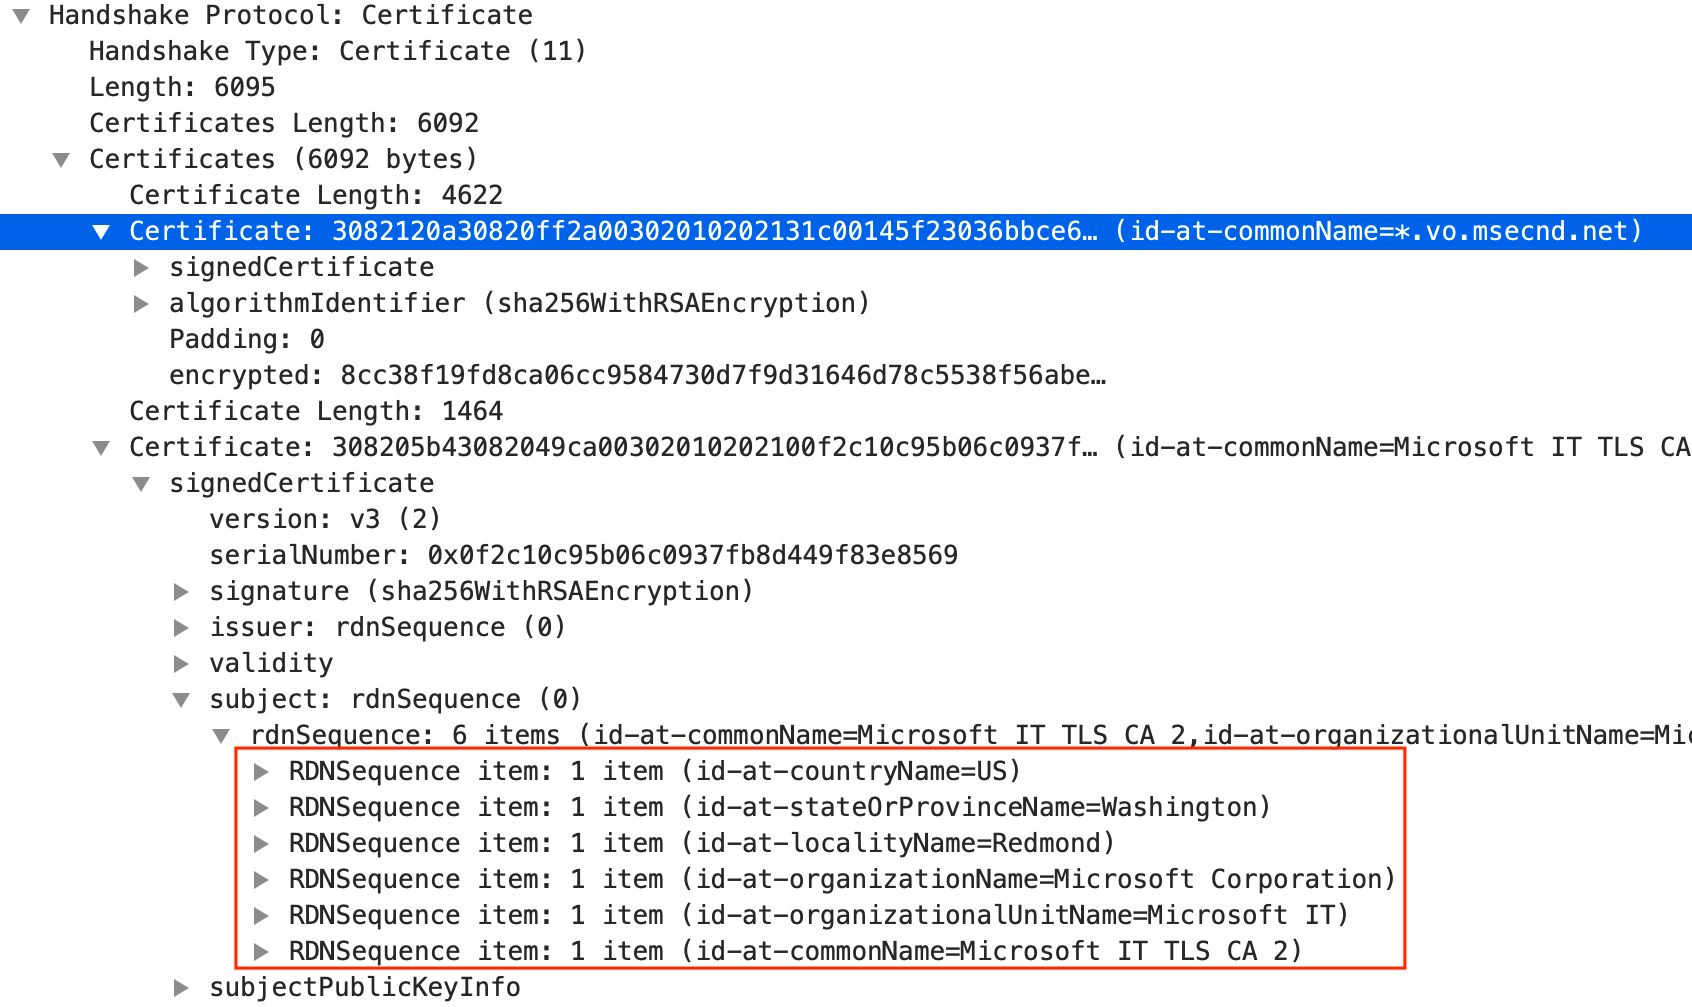 Handshake Protocol: Certificate
Handshake Type: Certificate (11)
Length: 6095
Certificates Length: 6092
Certificates (6092 bytes)
Certificate Length: 4622
Certificate: 3082120a30820ff2a00302010202131c00145f23036bbce6… (id-at-commonName=*.vo.msecnd.net)
signedCertificate
algorithmIdentifier (sha256WithRSAEncryption)
Padding: 0
encrypted: 8cc38f19fd8ca06cc9584730d7f9d31646d78c5538f56abe…
Certificate Length: 1464
Certificate: 308205b43082049ca00302010202100f2c10c95b06c0937f… (id-at-commonName=Microsoft IT TLS CA
signedCertificate
version: v3 (2)
serialNumber: 0x0f2c10c95b06c0937fb8d449f83e8569
signature (sha256WithRSAEncryption)
issuer: rdnSequence (0)
validity
subject: rdnSequence (0)
rdnSequence: 6 items (id-at-commonName=Microsoft IT TLS CA 2,id-at-organizationalUnitName=Mic
RDNSequence item: 1 item (id-at-countryName=US)
RDNSequence item: 1 item (id-at-stateOrProvinceName=Washington)
RDNSequence item: 1 item (id-at-localityName=Redmond)
RDNSequence item: 1 item (id-at-organizationName=Microsoft Corporation)
RDNSequence item: 1 item (id-at-organizationalUnitName=Microsoft IT)
RDNSequence item: 1 item (id-at-commonName=Microsoft IT TLS CA 2)
subjectPublicKeyInfo